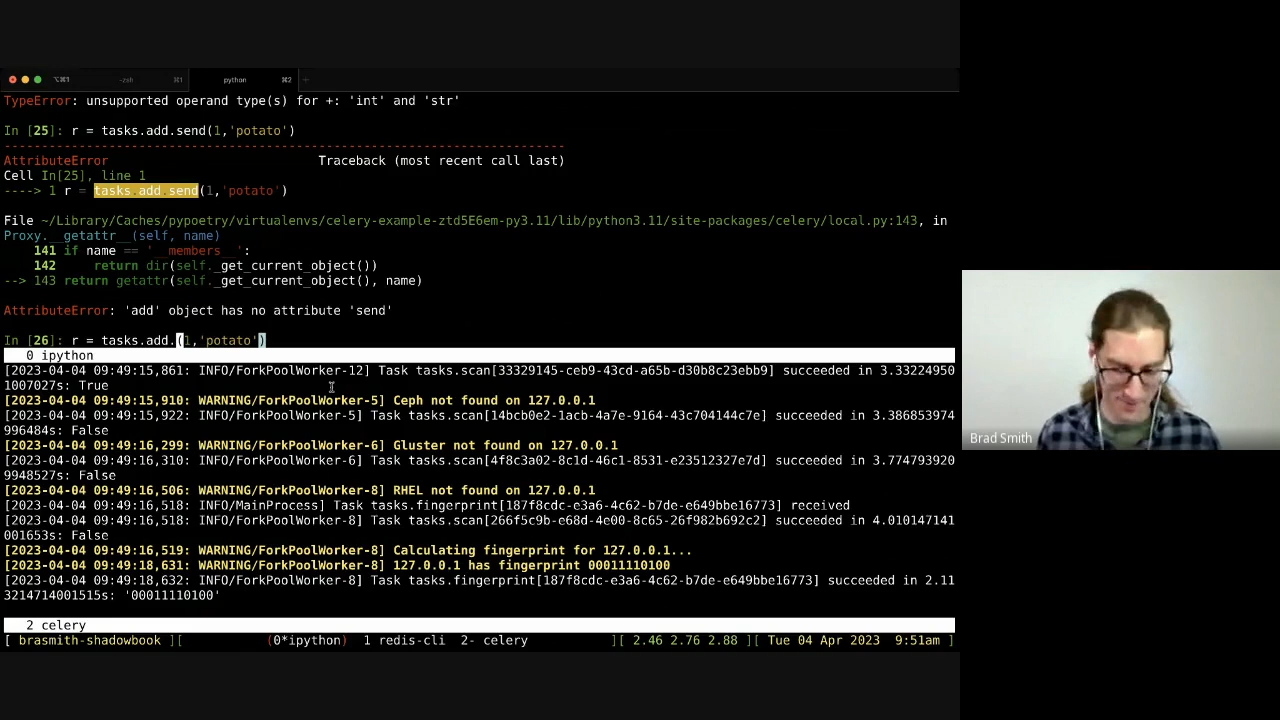 ⌥⌘1 -zsh ⌘1 python ⌘2 +
TypeError: unsupported operand type(s) for +: 'int' and 'str'
In [25]: r = tasks.add.send(1,'potato')
---------------------------------------------------------------------------
AttributeError Traceback (most recent call last)
Cell In[25], line 1
----> 1 r = tasks.add.send(1,'potato')
File ~/Library/Caches/pypoetry/virtualenvs/celery-example-ztd5E6em-py3.11/lib/python3.11/site-packages/celery/local.py:143, in
Proxy.__getattr__(self, name)
141 if name == '__members__':
142 return dir(self._get_current_object())
--> 143 return getattr(self._get_current_object(), name)
AttributeError: 'add' object has no attribute 'send'
In [26]: r = tasks.add.(1,'potato')
0 ipython
[2023-04-04 09:49:15,861: INFO/ForkPoolWorker-12] Task tasks.scan[33329145-ceb9-43cd-a65b-d30b8c23ebb9] succeeded in 3.33224950
1007027s: True
[2023-04-04 09:49:15,910: WARNING/ForkPoolWorker-5] Ceph not found on 127.0.0.1
[2023-04-04 09:49:15,922: INFO/ForkPoolWorker-5] Task tasks.scan[14bcb0e2-1acb-4a7e-9164-43c704144c7e] succeeded in 3.386853974
996484s: False
[2023-04-04 09:49:16,299: WARNING/ForkPoolWorker-6] Gluster not found on 127.0.0.1
[2023-04-04 09:49:16,310: INFO/ForkPoolWorker-6] Task tasks.scan[4f8c3a02-8c1d-46c1-8531-e23512327e7d] succeeded in 3.774793920
9948527s: False
[2023-04-04 09:49:16,506: WARNING/ForkPoolWorker-8] RHEL not found on 127.0.0.1
[2023-04-04 09:49:16,518: INFO/MainProcess] Task tasks.fingerprint[187f8cdc-e3a6-4c62-b7de-e649bbe16773] received
[2023-04-04 09:49:16,518: INFO/ForkPoolWorker-8] Task tasks.scan[266f5c9b-e68d-4e00-8c65-26f982b692c2] succeeded in 4.010147141
001653s: False
[2023-04-04 09:49:16,519: WARNING/ForkPoolWorker-8] Calculating fingerprint for 127.0.0.1...
[2023-04-04 09:49:18,631: WARNING/ForkPoolWorker-8] 127.0.0.1 has fingerprint 00011110100
[2023-04-04 09:49:18,632: INFO/ForkPoolWorker-8] Task tasks.fingerprint[187f8cdc-e3a6-4c62-b7de-e649bbe16773] succeeded in 2.11
3214714001515s: '00011110100'
2 celery
[ brasmith-shadowbook ][ (0*ipython) 1 redis-cli 2- celery ][ 2.46 2.76 2.88 ][ Tue 04 Apr 2023 9:51am ]
Brad Smith